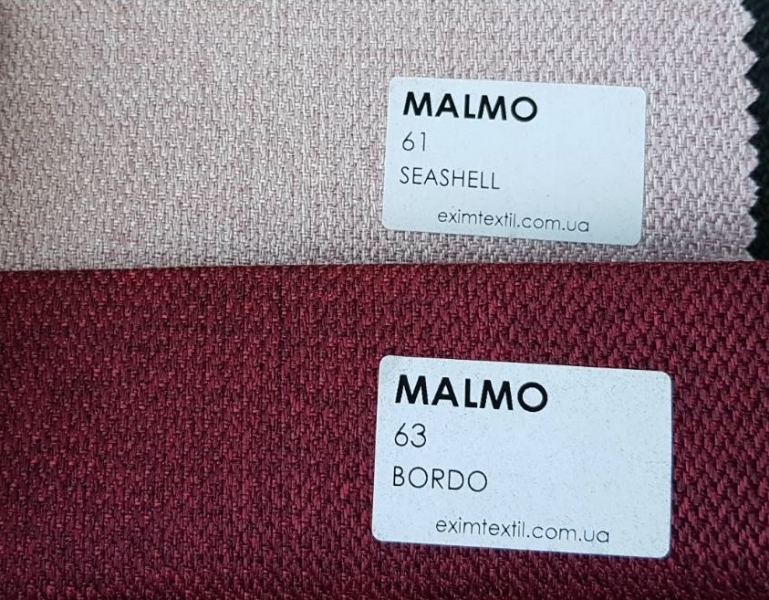 MALMO
61
SEASHELL
eximtextil.com.ua
MALMO
63
BORDO
eximtextil.com.ua